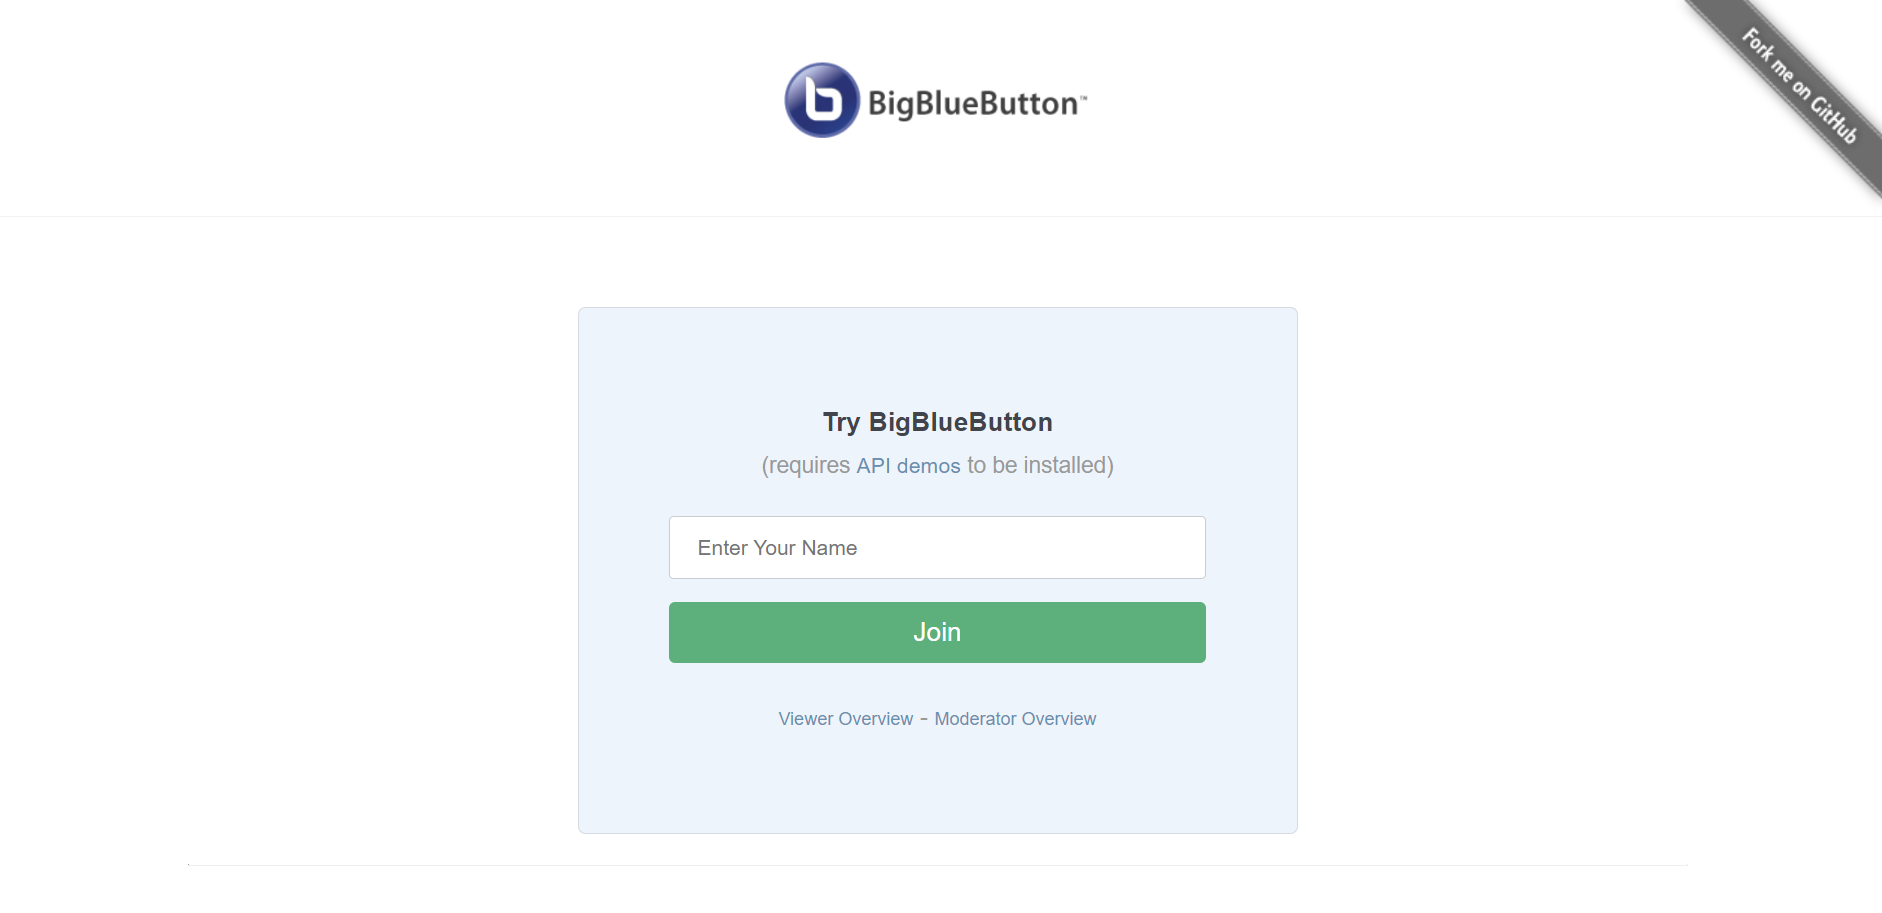 BigBlueButton™
Fork me on GitHub
Try BigBlueButton
(requires API demos to be installed)
Enter Your Name
Join
Viewer Overview - Moderator Overview